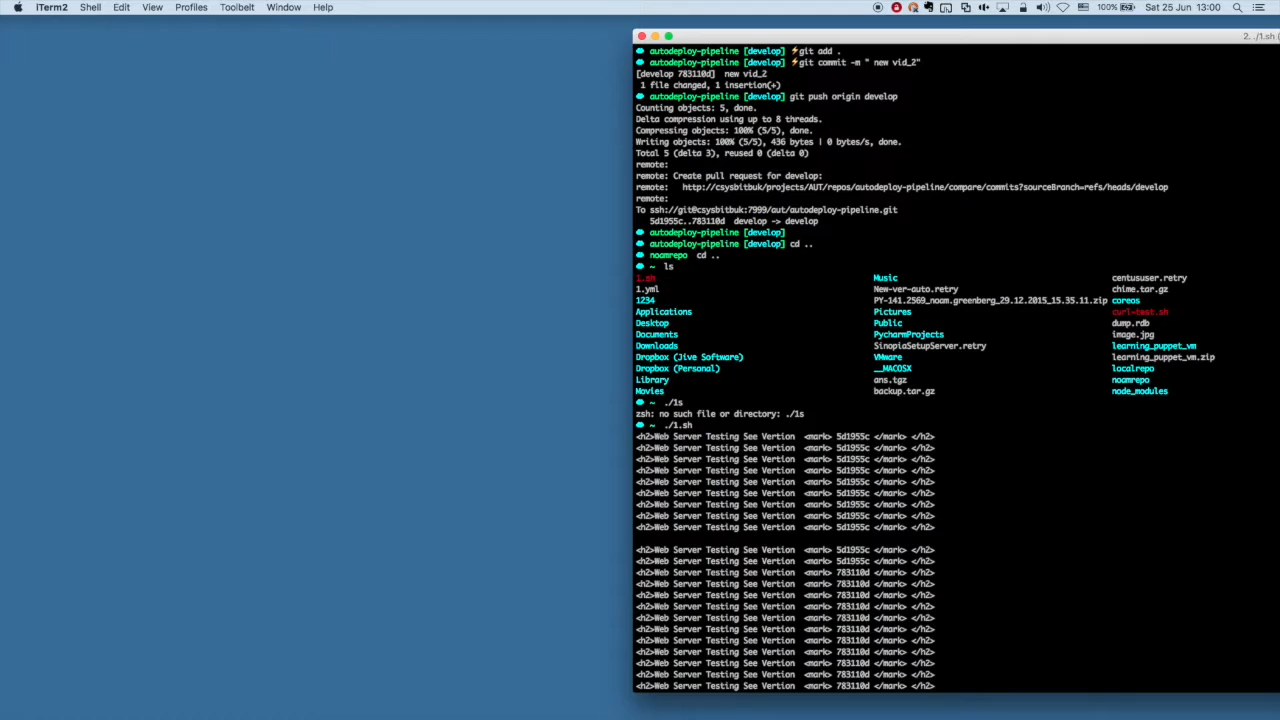 iTerm2 Shell Edit View Profiles Toolbelt Window Help 100% Sat 25 Jun 13:00
2. ./1.sh
autodeploy-pipeline [develop] ⚡git add .
autodeploy-pipeline [develop] ⚡git commit -m " new vid_2"
[develop 783110d]  new vid_2
1 file changed, 1 insertion(+)
autodeploy-pipeline [develop] git push origin develop
Counting objects: 5, done.
Delta compression using up to 8 threads.
Compressing objects: 100% (5/5), done.
Writing objects: 100% (5/5), 436 bytes | 0 bytes/s, done.
Total 5 (delta 3), reused 0 (delta 0)
remote:
remote: Create pull request for develop:
remote:   http://csysbitbuk/projects/AUT/repos/autodeploy-pipeline/compare/commits?sourceBranch=refs/heads/develop
remote:
To ssh://git@csysbitbuk:7999/aut/autodeploy-pipeline.git
5d1955c..783110d  develop -> develop
autodeploy-pipeline [develop]
autodeploy-pipeline [develop] cd ..
noamrepo  cd ..
~  ls
1.sh Music centususer.retry
1.yml New-ver-auto.retry chime.tar.gz
1234 PY-141.2569_noam.greenberg_29.12.2015_15.35.11.zip coreos
Applications Pictures curl-test.sh
Desktop Public dump.rdb
Documents PycharmProjects image.jpg
Downloads SinopiaSetupServer.retry learning_puppet_vm
Dropbox (Jive Software) VMware learning_puppet_vm.zip
Dropbox (Personal) __MACOSX localrepo
Library ans.tgz noamrepo
Movies backup.tar.gz node_modules
~  ./1s
zsh: no such file or directory: ./1s
~  ./1.sh
<h2>Web Server Testing See Vertion  <mark> 5d1955c </mark> </h2>
<h2>Web Server Testing See Vertion  <mark> 5d1955c </mark> </h2>
<h2>Web Server Testing See Vertion  <mark> 5d1955c </mark> </h2>
<h2>Web Server Testing See Vertion  <mark> 5d1955c </mark> </h2>
<h2>Web Server Testing See Vertion  <mark> 5d1955c </mark> </h2>
<h2>Web Server Testing See Vertion  <mark> 5d1955c </mark> </h2>
<h2>Web Server Testing See Vertion  <mark> 5d1955c </mark> </h2>
<h2>Web Server Testing See Vertion  <mark> 5d1955c </mark> </h2>
<h2>Web Server Testing See Vertion  <mark> 5d1955c </mark> </h2>
<h2>Web Server Testing See Vertion  <mark> 5d1955c </mark> </h2>
<h2>Web Server Testing See Vertion  <mark> 5d1955c </mark> </h2>
<h2>Web Server Testing See Vertion  <mark> 783110d </mark> </h2>
<h2>Web Server Testing See Vertion  <mark> 783110d </mark> </h2>
<h2>Web Server Testing See Vertion  <mark> 783110d </mark> </h2>
<h2>Web Server Testing See Vertion  <mark> 783110d </mark> </h2>
<h2>Web Server Testing See Vertion  <mark> 783110d </mark> </h2>
<h2>Web Server Testing See Vertion  <mark> 783110d </mark> </h2>
<h2>Web Server Testing See Vertion  <mark> 783110d </mark> </h2>
<h2>Web Server Testing See Vertion  <mark> 783110d </mark> </h2>
<h2>Web Server Testing See Vertion  <mark> 783110d </mark> </h2>
<h2>Web Server Testing See Vertion  <mark> 783110d </mark> </h2>
<h2>Web Server Testing See Vertion  <mark> 783110d </mark> </h2>